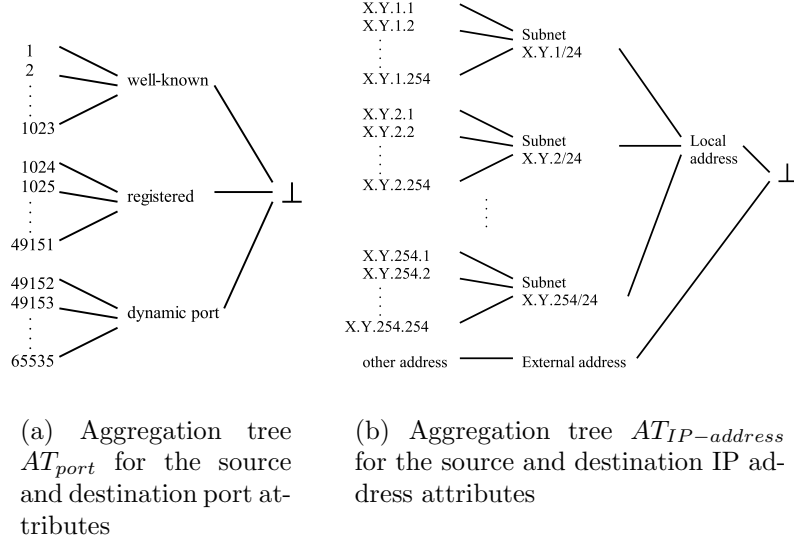 1
2
1023
well-known
1024
1025
49151
registered
49152
49153
65535
dynamic port
⊥
X.Y.1.1
X.Y.1.2
X.Y.1.254
Subnet
X.Y.1/24
X.Y.2.1
X.Y.2.2
X.Y.2.254
Subnet
X.Y.2/24
X.Y.254.1
X.Y.254.2
X.Y.254.254
Subnet
X.Y.254/24
other address
External address
Local
address
⊥
(a) Aggregation tree
AT_port for the source
and destination port at-
tributes
(b) Aggregation tree AT_IP−address
for the source and destination IP ad-
dress attributes